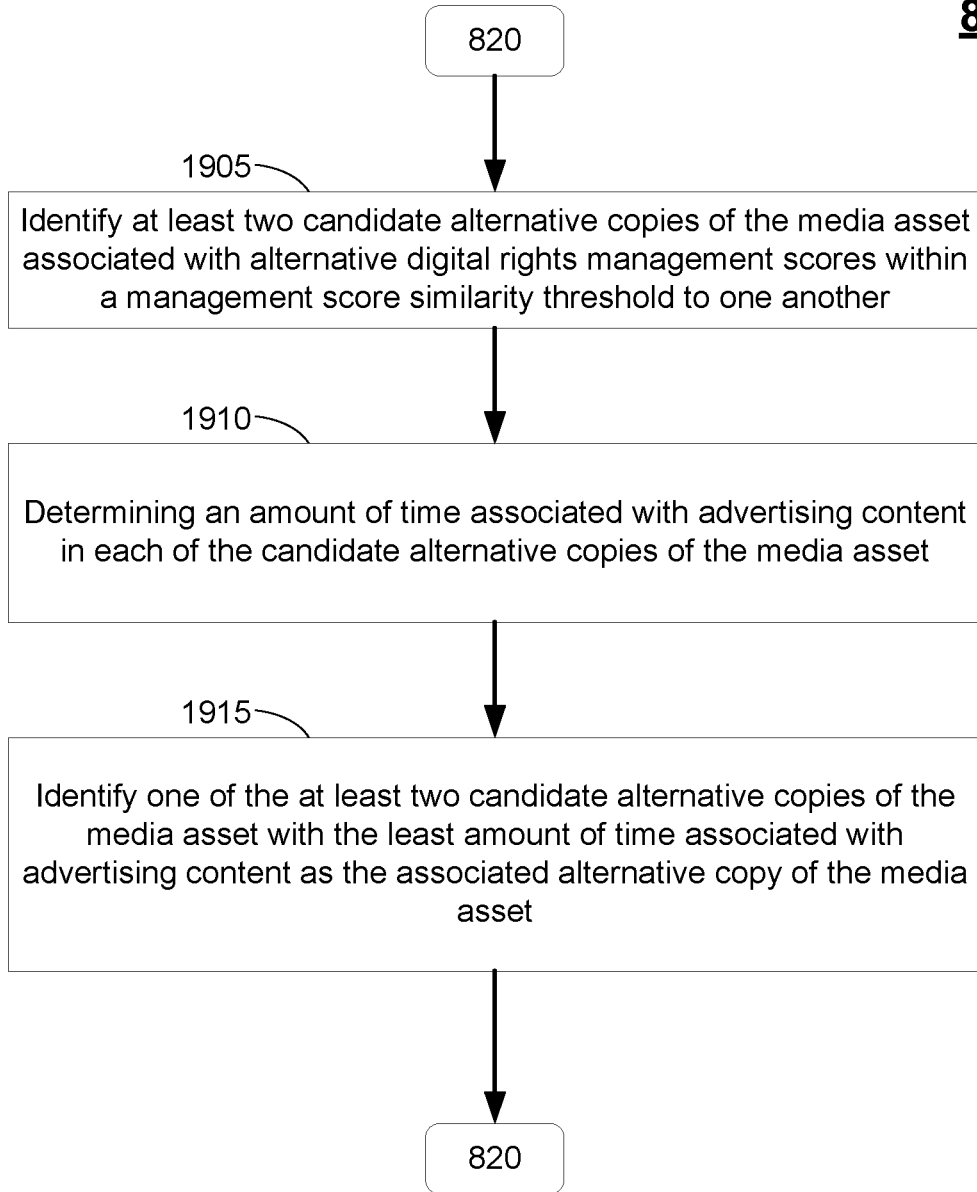 8
820
1905
Identify at least two candidate alternative copies of the media asset
associated with alternative digital rights management scores within
a management score similarity threshold to one another
1910
Determining an amount of time associated with advertising content
in each of the candidate alternative copies of the media asset
1915
Identify one of the at least two candidate alternative copies of the
media asset with the least amount of time associated with
advertising content as the associated alternative copy of the media
asset
820